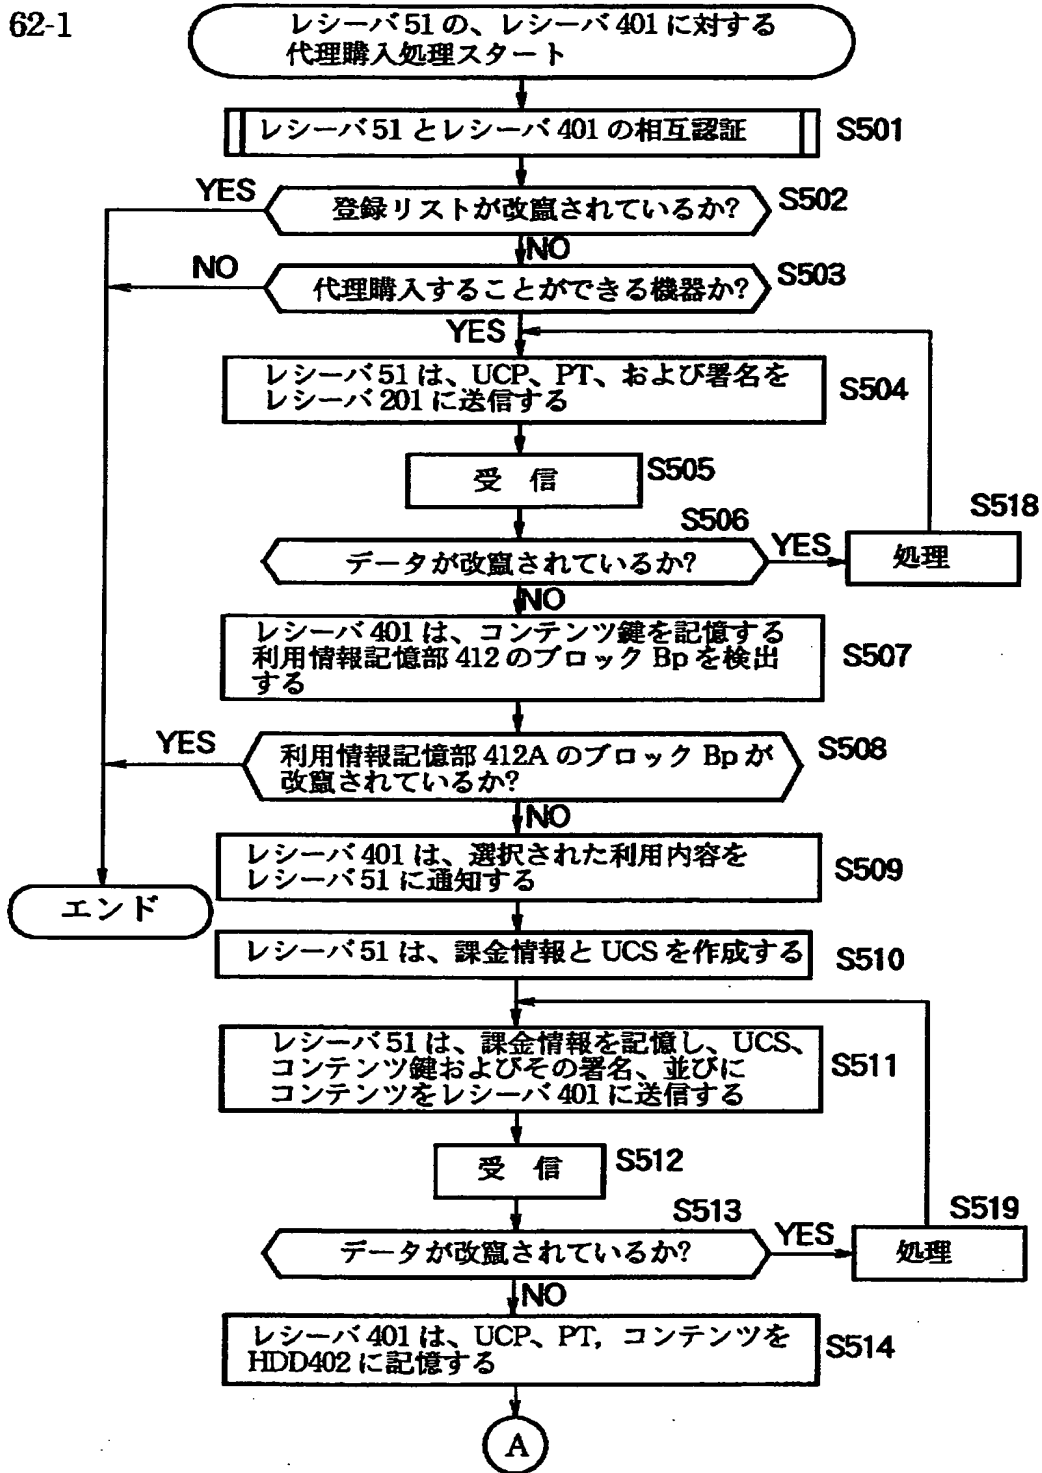 62-1
レシーバ51の、レシーバ401に対する
代理購入処理スタート
レシーバ51とレシーバ401の相互認証
S501
YES
登録リストが改竄されているか?
S502
NO
NO
代理購入することができる機器か?
S503
YES
レシーバ51は、UCP、PT、および署名を
レシーバ201に送信する
S504
受 信
S505
S518
S506
データが改竄されているか?
YES
処理
NO
レシーバ401は、コンテンツ鍵を記憶する
利用情報記憶部412のブロックBpを検出
する
S507
YES
利用情報記憶部412AのブロックBpが
改竄されているか?
S508
NO
レシーバ401は、選択された利用内容を
レシーバ51に通知する
S509
エンド
レシーバ51は、課金情報とUCSを作成する
S510
レシーバ51は、課金情報を記憶し、UCS、
コンテンツ鍵およびその署名、並びに
コンテンツをレシーバ401に送信する
S511
受 信
S512
S513
S519
データが改竄されているか?
YES
処理
NO
レシーバ401は、UCP、PT, コンテンツを
HDD402に記憶する
S514
A